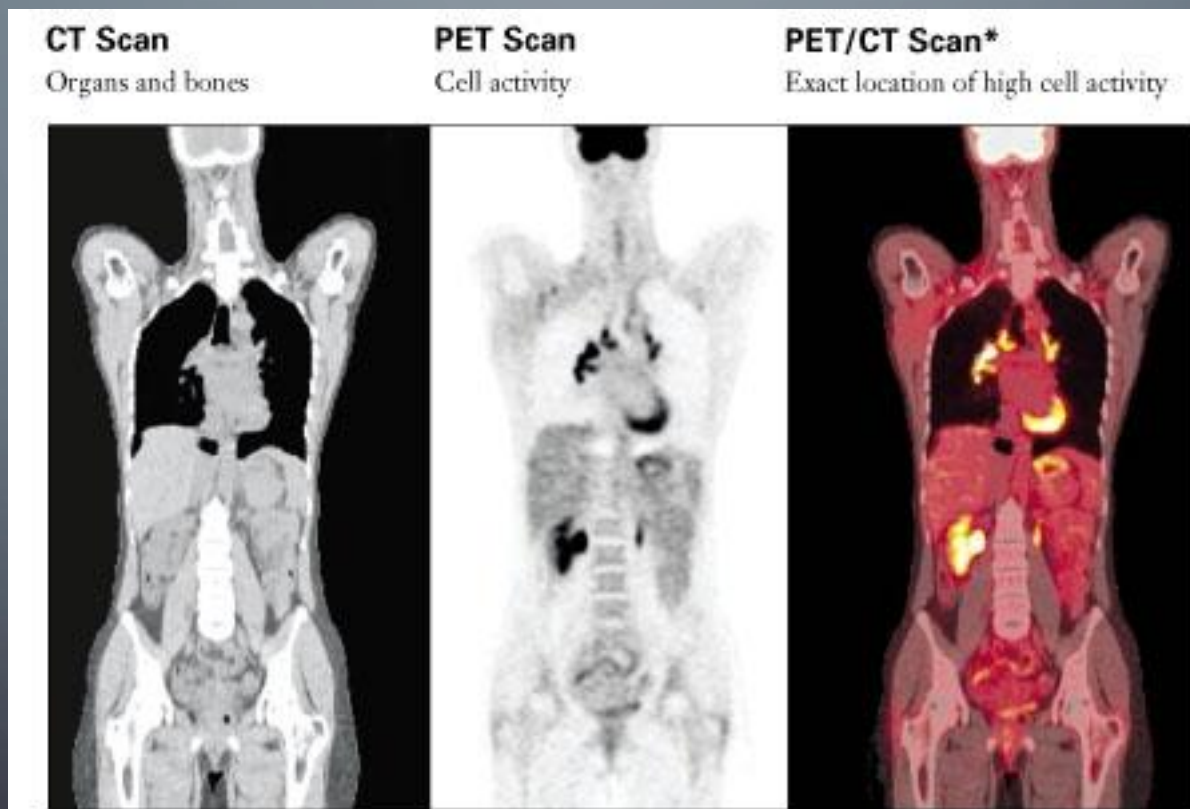 CT Scan
Organs and bones
PET Scan
Cell activity
PET/CT Scan*
Exact location of high cell activity